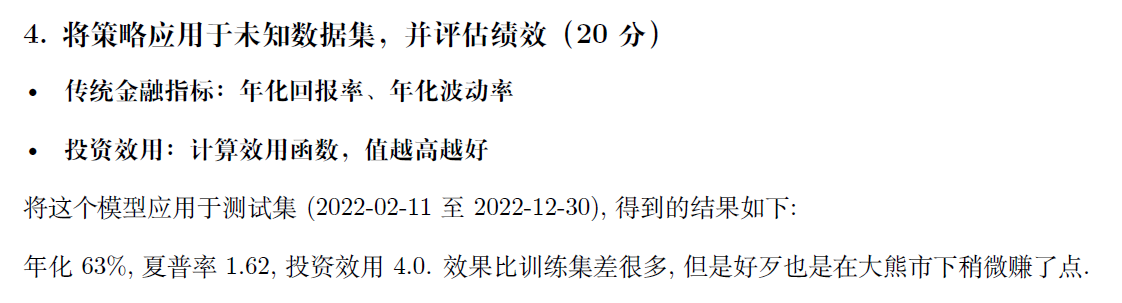 4. 将策略应用于未知数据集，并评估绩效（20 分）
• 传统金融指标：年化回报率、年化波动率
• 投资效用：计算效用函数，值越高越好
将这个模型应用于测试集 (2022-02-11 至 2022-12-30), 得到的结果如下:
年化 63%, 夏普率 1.62, 投资效用 4.0. 效果比训练集差很多, 但是好歹也是在大熊市下稍微赚了点.